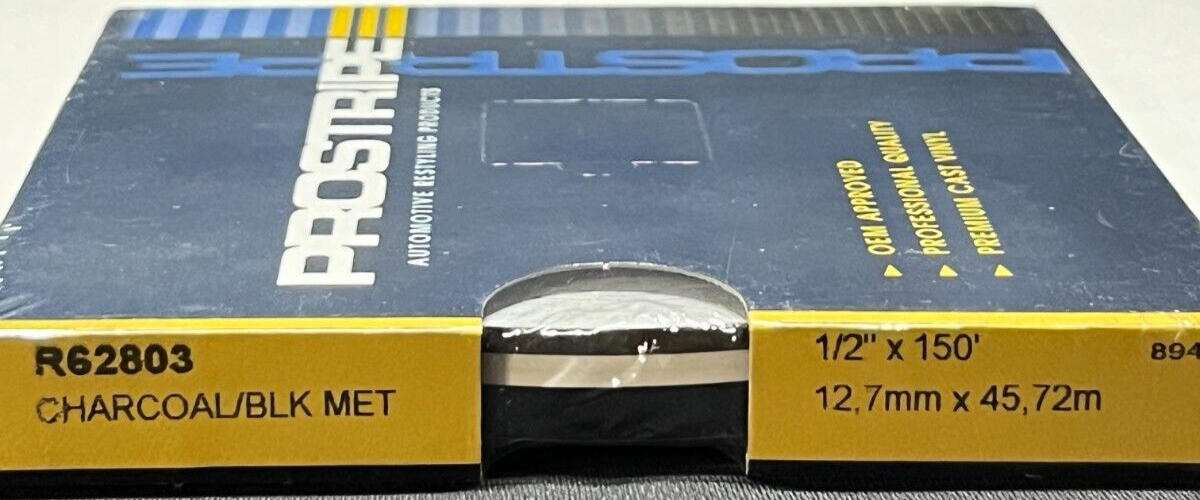 PROSTRIPE
PROSTRIPE
AUTOMOTIVE RESTYLING PRODUCTS
OEM APPROVED
PROFESSIONAL QUALITY
PREMIUM CAST VINYL
R62803
CHARCOAL/BLK MET
1/2" x 150'
12,7mm x 45,72m
894